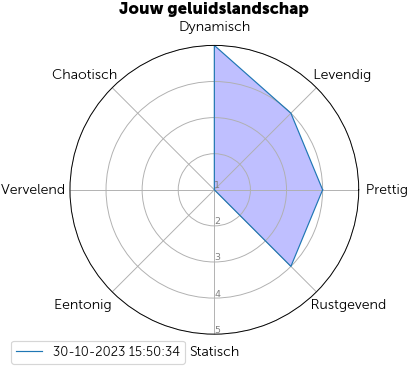 Jouw geluidslandschap
Dynamisch
Chaotisch
Levendig
Vervelend
1
Prettig
2
3
4
Eentonig
Rustgevend
5
30-10-2023 15:50:34
Statisch